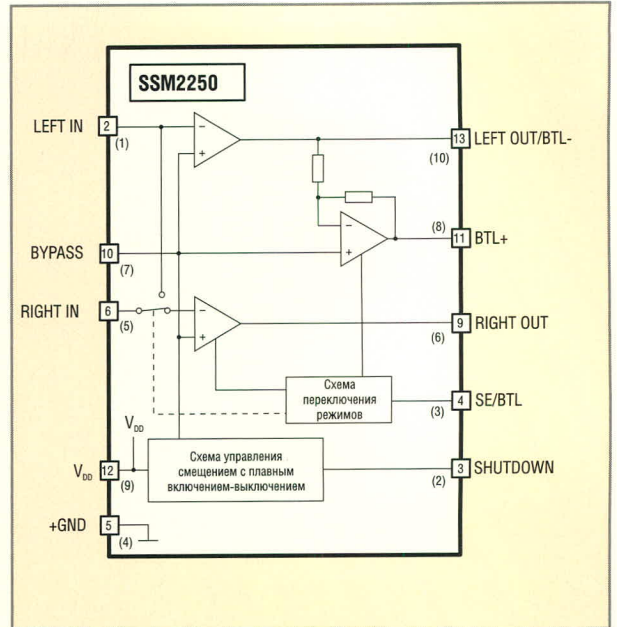 SSM2250
LEFT IN 2 (1)
13 LEFT OUT/BTL-
(10)
(8)
11 BTL+
BYPASS 10 (7)
RIGHT IN 6 (5)
9 RIGHT OUT
(6)
Схема
переключения
режимов
4 SE/BTL
(3)
V_DD
V_DD 12 (9)
Схема управления
смещением с плавным
включением-выключением
3 SHUTDOWN
(2)
+GND 5 (4)
- + - + - +